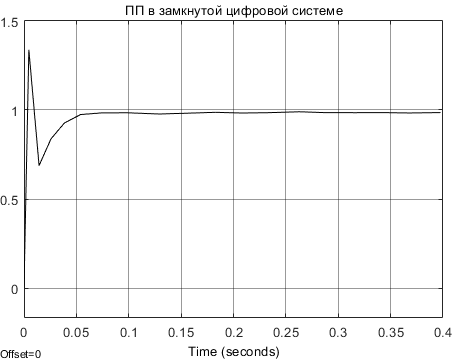 ПП в замкнутой цифровой системе
1.5
1
0.5
0
0 0.05 0.1 0.15 0.2 0.25 0.3 0.35 0.4
Time (seconds)
Offset=0